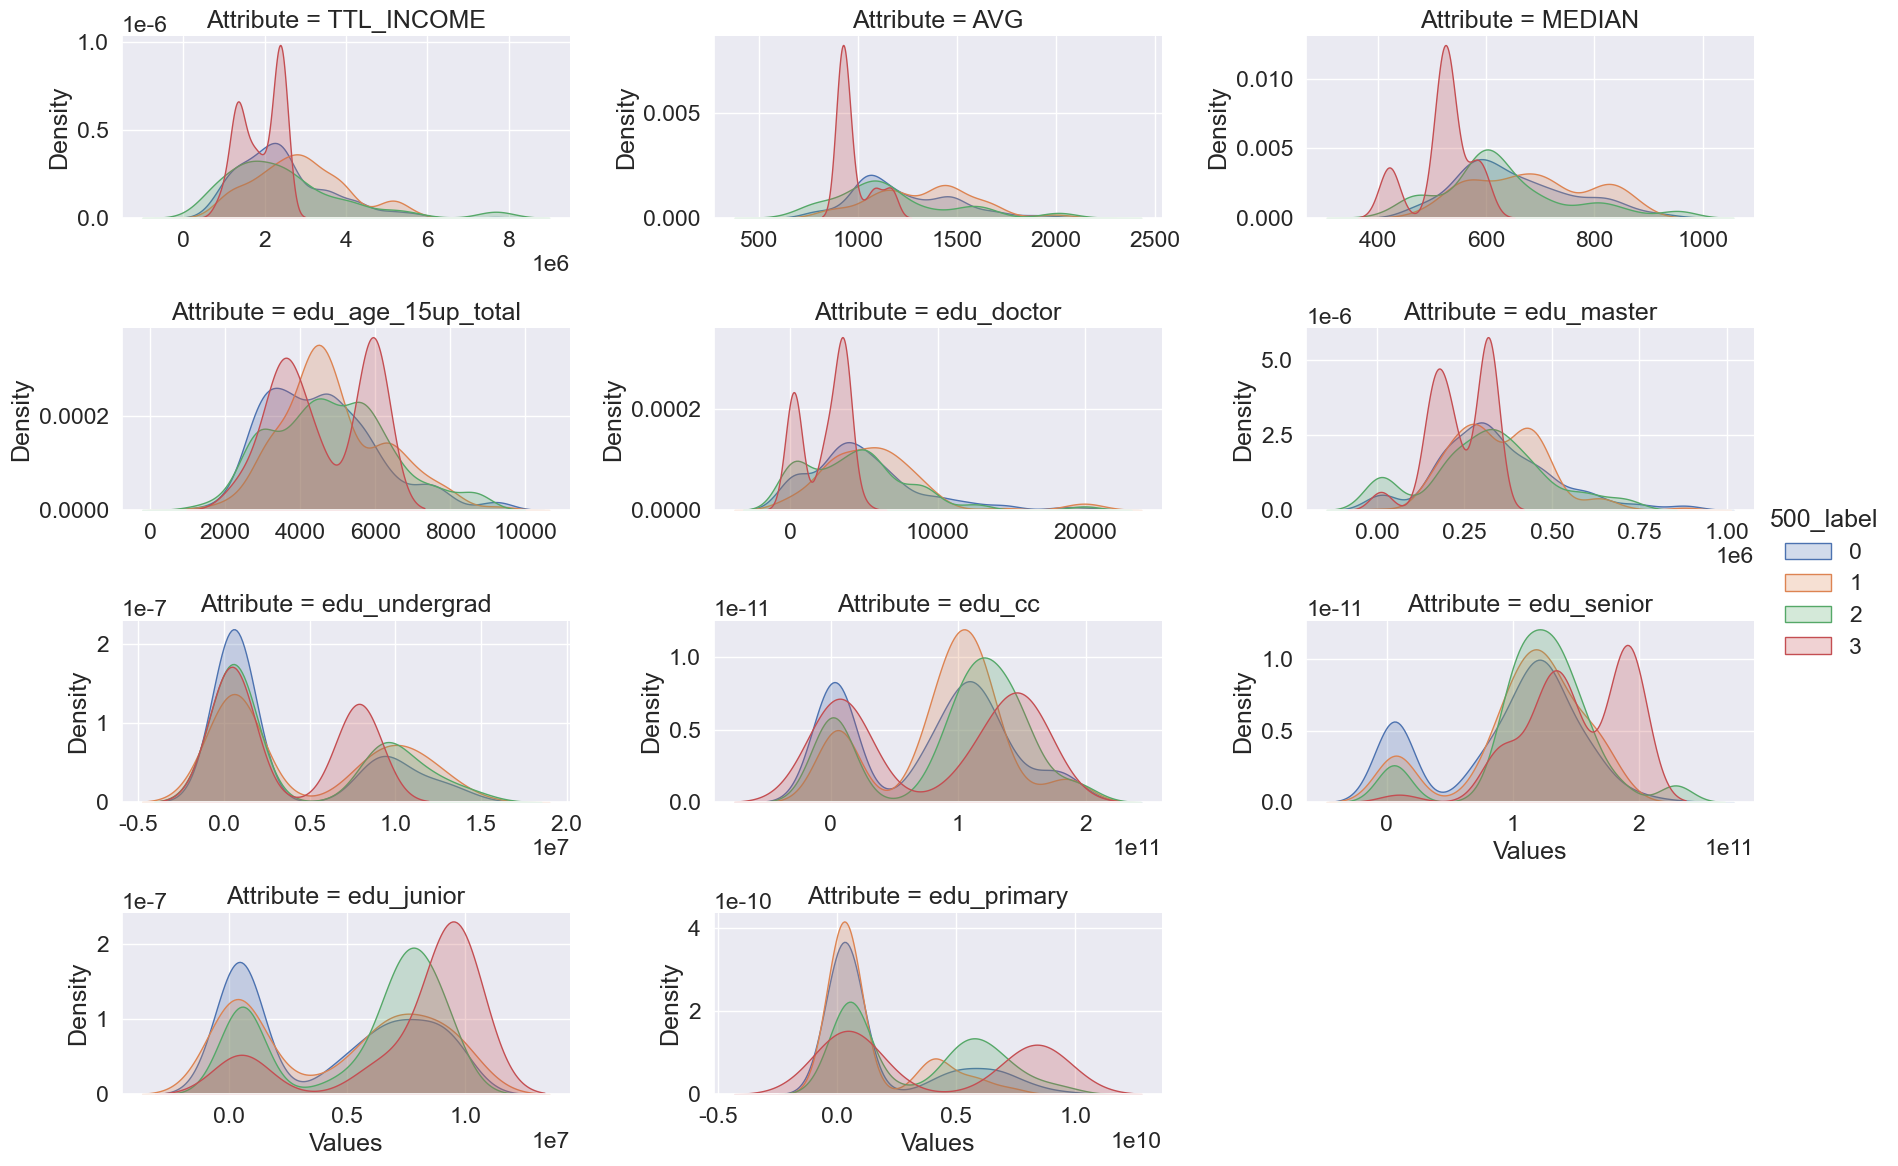 Attribute = TTL_INCOME
1e-6
Density
1.0
0.5
0.0
0 2 4 6 8
1e6
Attribute = AVG
Density
0.005
0.000
500 1000 1500 2000 2500
Attribute = MEDIAN
Density
0.010
0.005
0.000
400 600 800 1000
Attribute = edu_age_15up_total
Density
0.0002
0.0000
0 2000 4000 6000 8000 10000
Attribute = edu_doctor
Density
0.0002
0.0000
0 10000 20000
Attribute = edu_master
1e-6
Density
5.0
2.5
0.0
0.00 0.25 0.50 0.75 1.00
1e6
500_label
0
1
2
3
Attribute = edu_undergrad
1e-7
Density
2
1
0
-0.5 0.0 0.5 1.0 1.5 2.0
1e7
Attribute = edu_cc
1e-11
Density
1.0
0.5
0.0
0 1 2
1e11
Attribute = edu_senior
1e-11
Density
1.0
0.5
0.0
0 1 2
Values
1e11
Attribute = edu_junior
1e-7
Density
2
1
0
0.0 0.5 1.0
Values
1e7
Attribute = edu_primary
1e-10
Density
4
2
0
-0.5 0.0 0.5 1.0
Values
1e10